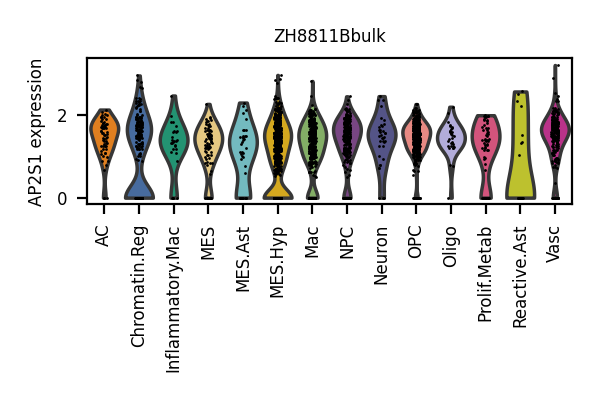 ZH8811Bbulk
AP2S1 expression
2
0
AC
Chromatin.Reg
Inflammatory.Mac
MES
MES.Ast
MES.Hyp
Mac
NPC
Neuron
OPC
Oligo
Prolif.Metab
Reactive.Ast
Vasc